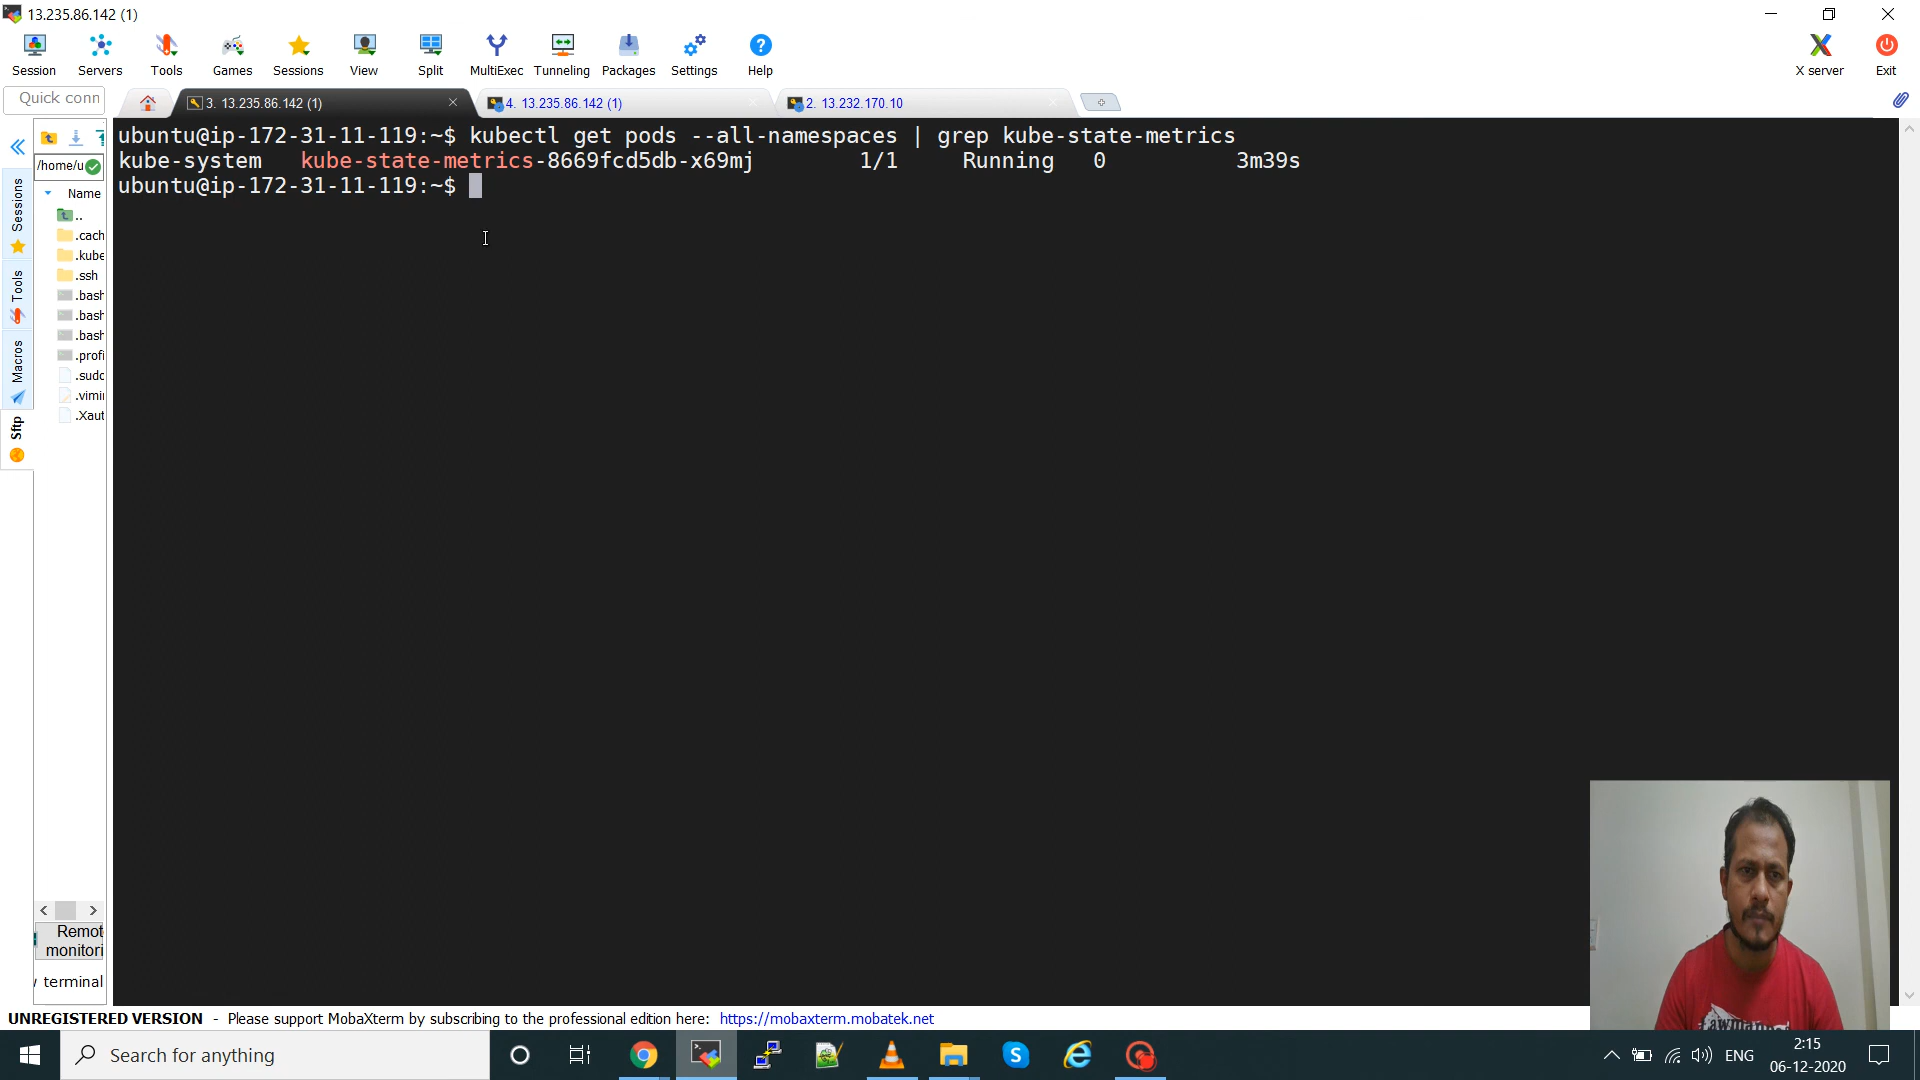 13.235.86.142 (1)
Session Servers Tools Games Sessions View Split MultiExec Tunneling Packages Settings Help X server Exit
Quick conn
3. 13.235.86.142 (1)
4. 13.235.86.142 (1)
2. 13.232.170.10
/home/u
Name
..
.cach
.kube
.ssh
.bash
.bash
.bash
.profi
.sudo
.vimi
.Xaut
Sessions
Tools
Macros
Sftp
Remot
monitori
terminal
ubuntu@ip-172-31-11-119:~$ kubectl get pods --all-namespaces | grep kube-state-metrics
kube-system kube-state-metrics-8669fcd5db-x69mj 1/1 Running 0 3m39s
ubuntu@ip-172-31-11-119:~$
UNREGISTERED VERSION - Please support MobaXterm by subscribing to the professional edition here: https://mobaxterm.mobatek.net
Search for anything
ENG
2:15
06-12-2020